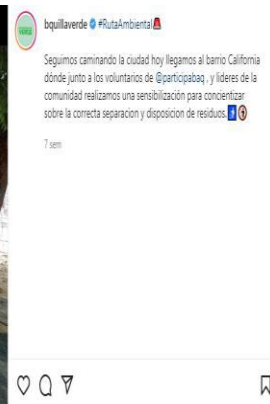 bquillaverde #RutaAmbiental🚨
Seguimos caminando la ciudad hoy llegamos al barrio California
dónde junto a los voluntarios de @participabaq , y lideres de la
comunidad realizamos una sensibilización para concientizar
sobre la correcta separacion y disposicion de residuos.🚮🚯
7 sem